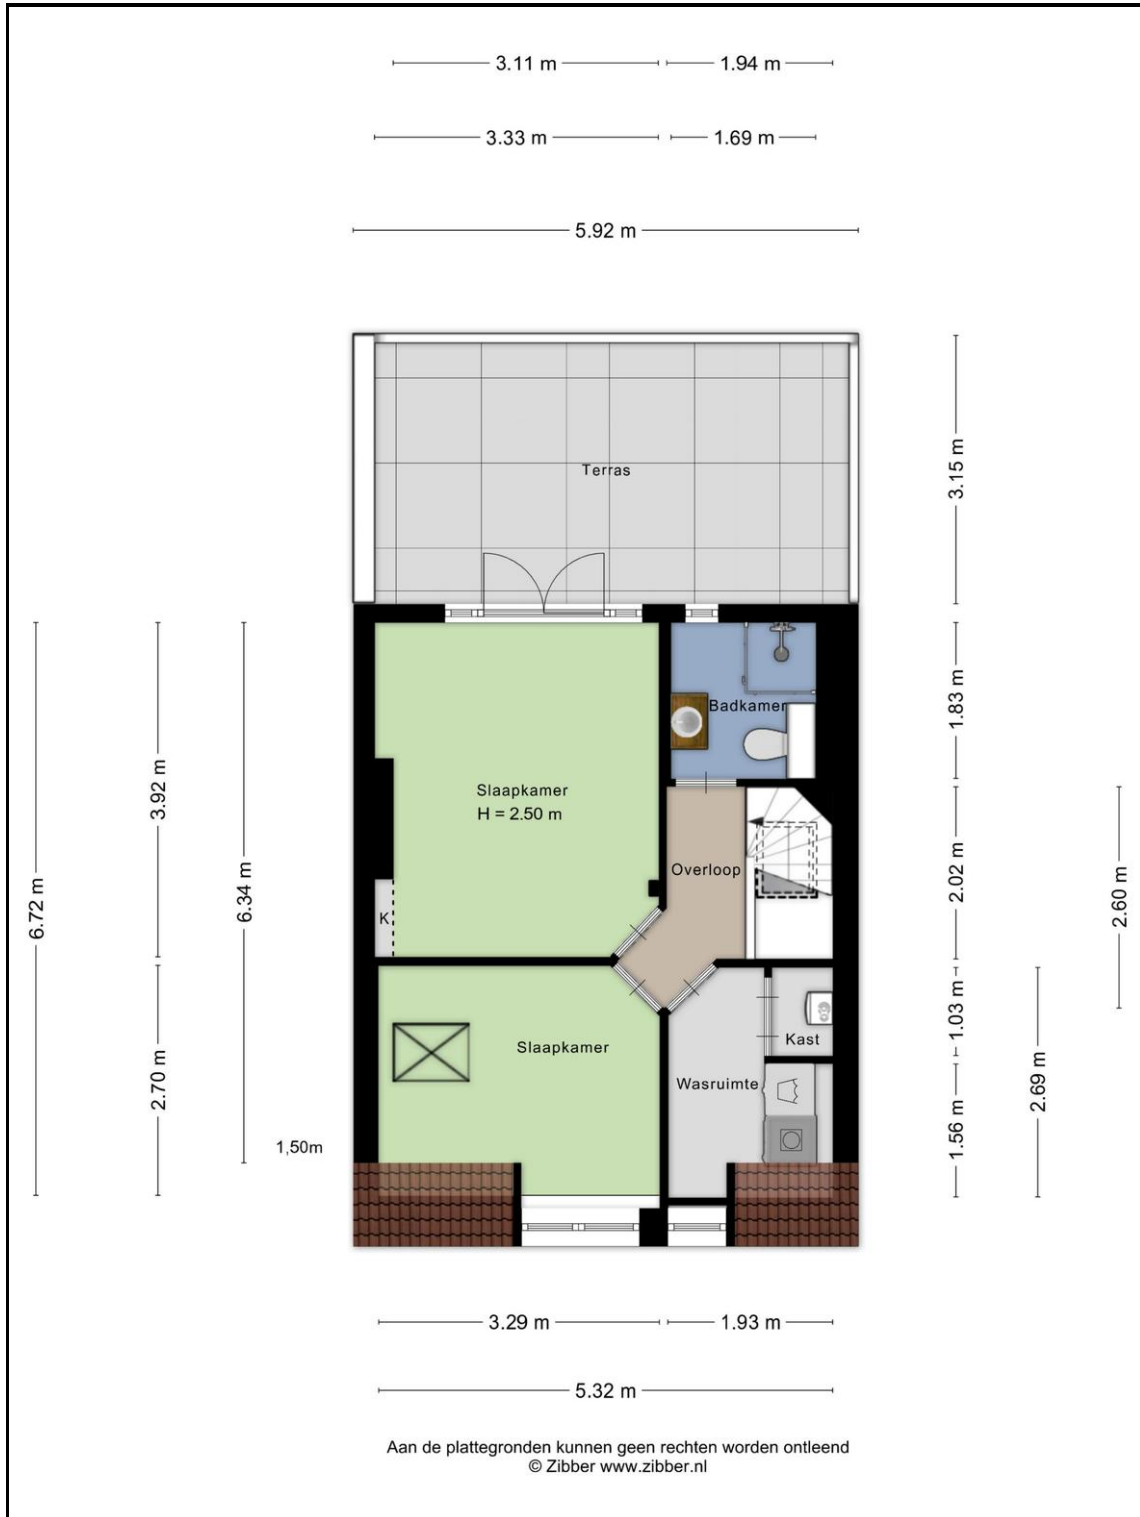 3.11 m
1.94 m
3.33 m
1.69 m
5.92 m
3.15 m
Terras
1.83 m
Badkamer
3.92 m
Slaapkamer
H = 2.50 m
Overloop
2.02 m
2.60 m
6.34 m
6.72 m
K
1.03 m
Kast
Slaapkamer
Wasruimte
2.70 m
2.69 m
1.56 m
1,50m
3.29 m
1.93 m
5.32 m
Aan de plattegronden kunnen geen rechten worden ontleend
© Zibber www.zibber.nl